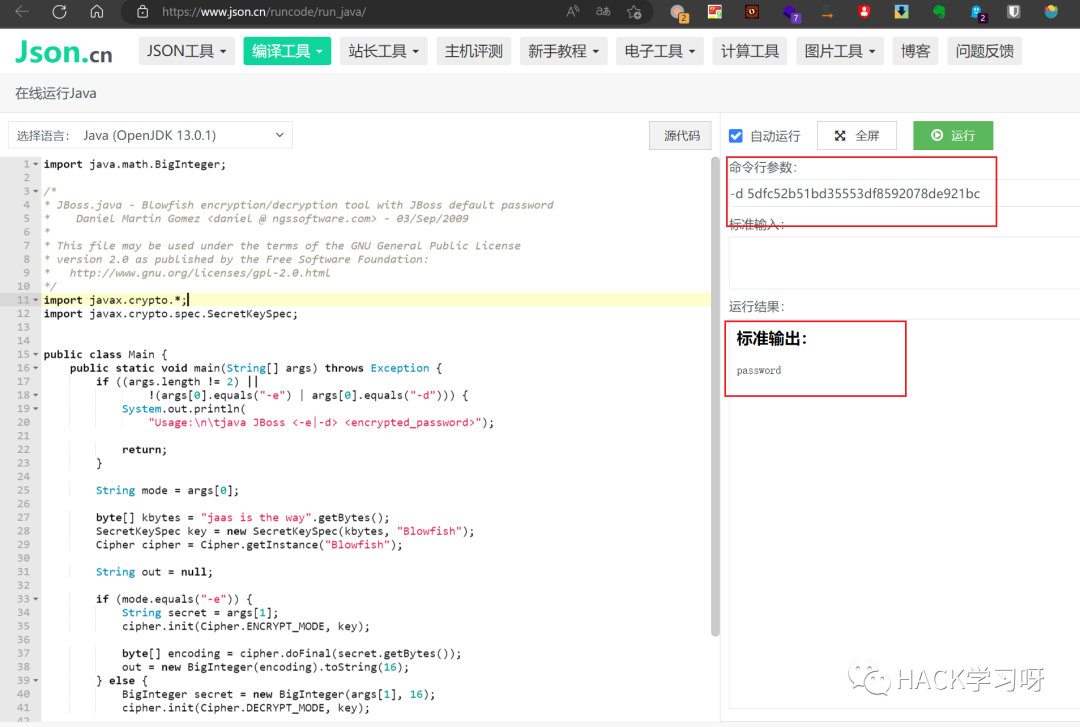 https://www.json.cn/runcode/run_java/
2
7
2
Json.cn
JSON工具 编译工具 站长工具 主机评测 新手教程 电子工具 计算工具 图片工具 博客 问题反馈
在线运行Java
选择语言: Java (OpenJDK 13.0.1)
源代码
自动运行 全屏 运行
1 import java.math.BigInteger;
2
3 /*
4 * JBoss.java - Blowfish encryption/decryption tool with JBoss default password
5 *    Daniel Martin Gomez <daniel @ ngssoftware.com> - 03/Sep/2009
6 *
7 * This file may be used under the terms of the GNU General Public License
8 * version 2.0 as published by the Free Software Foundation:
9 *   http://www.gnu.org/licenses/gpl-2.0.html
10 */
11 import javax.crypto.*;
12 import javax.crypto.spec.SecretKeySpec;
13
14
15 public class Main {
16     public static void main(String[] args) throws Exception {
17         if ((args.length != 2) ||
18                 !(args[0].equals("-e") | args[0].equals("-d"))) {
19             System.out.println(
20                 "Usage:\n\tjava JBoss <-e|-d> <encrypted_password>");
21
22             return;
23         }
24
25         String mode = args[0];
26
27         byte[] kbytes = "jaas is the way".getBytes();
28         SecretKeySpec key = new SecretKeySpec(kbytes, "Blowfish");
29         Cipher cipher = Cipher.getInstance("Blowfish");
30
31         String out = null;
32
33         if (mode.equals("-e")) {
34             String secret = args[1];
35             cipher.init(Cipher.ENCRYPT_MODE, key);
36
37             byte[] encoding = cipher.doFinal(secret.getBytes());
38             out = new BigInteger(encoding).toString(16);
39         } else {
40             BigInteger secret = new BigInteger(args[1], 16);
41             cipher.init(Cipher.DECRYPT_MODE, key);
42
命令行参数:
-d 5dfc52b51bd35553df8592078de921bc
标准输入:
运行结果:
标准输出:
password
HACK学习呀